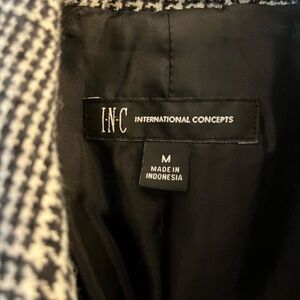 I·N·C INTERNATIONAL CONCEPTS
M
MADE IN
INDONESIA